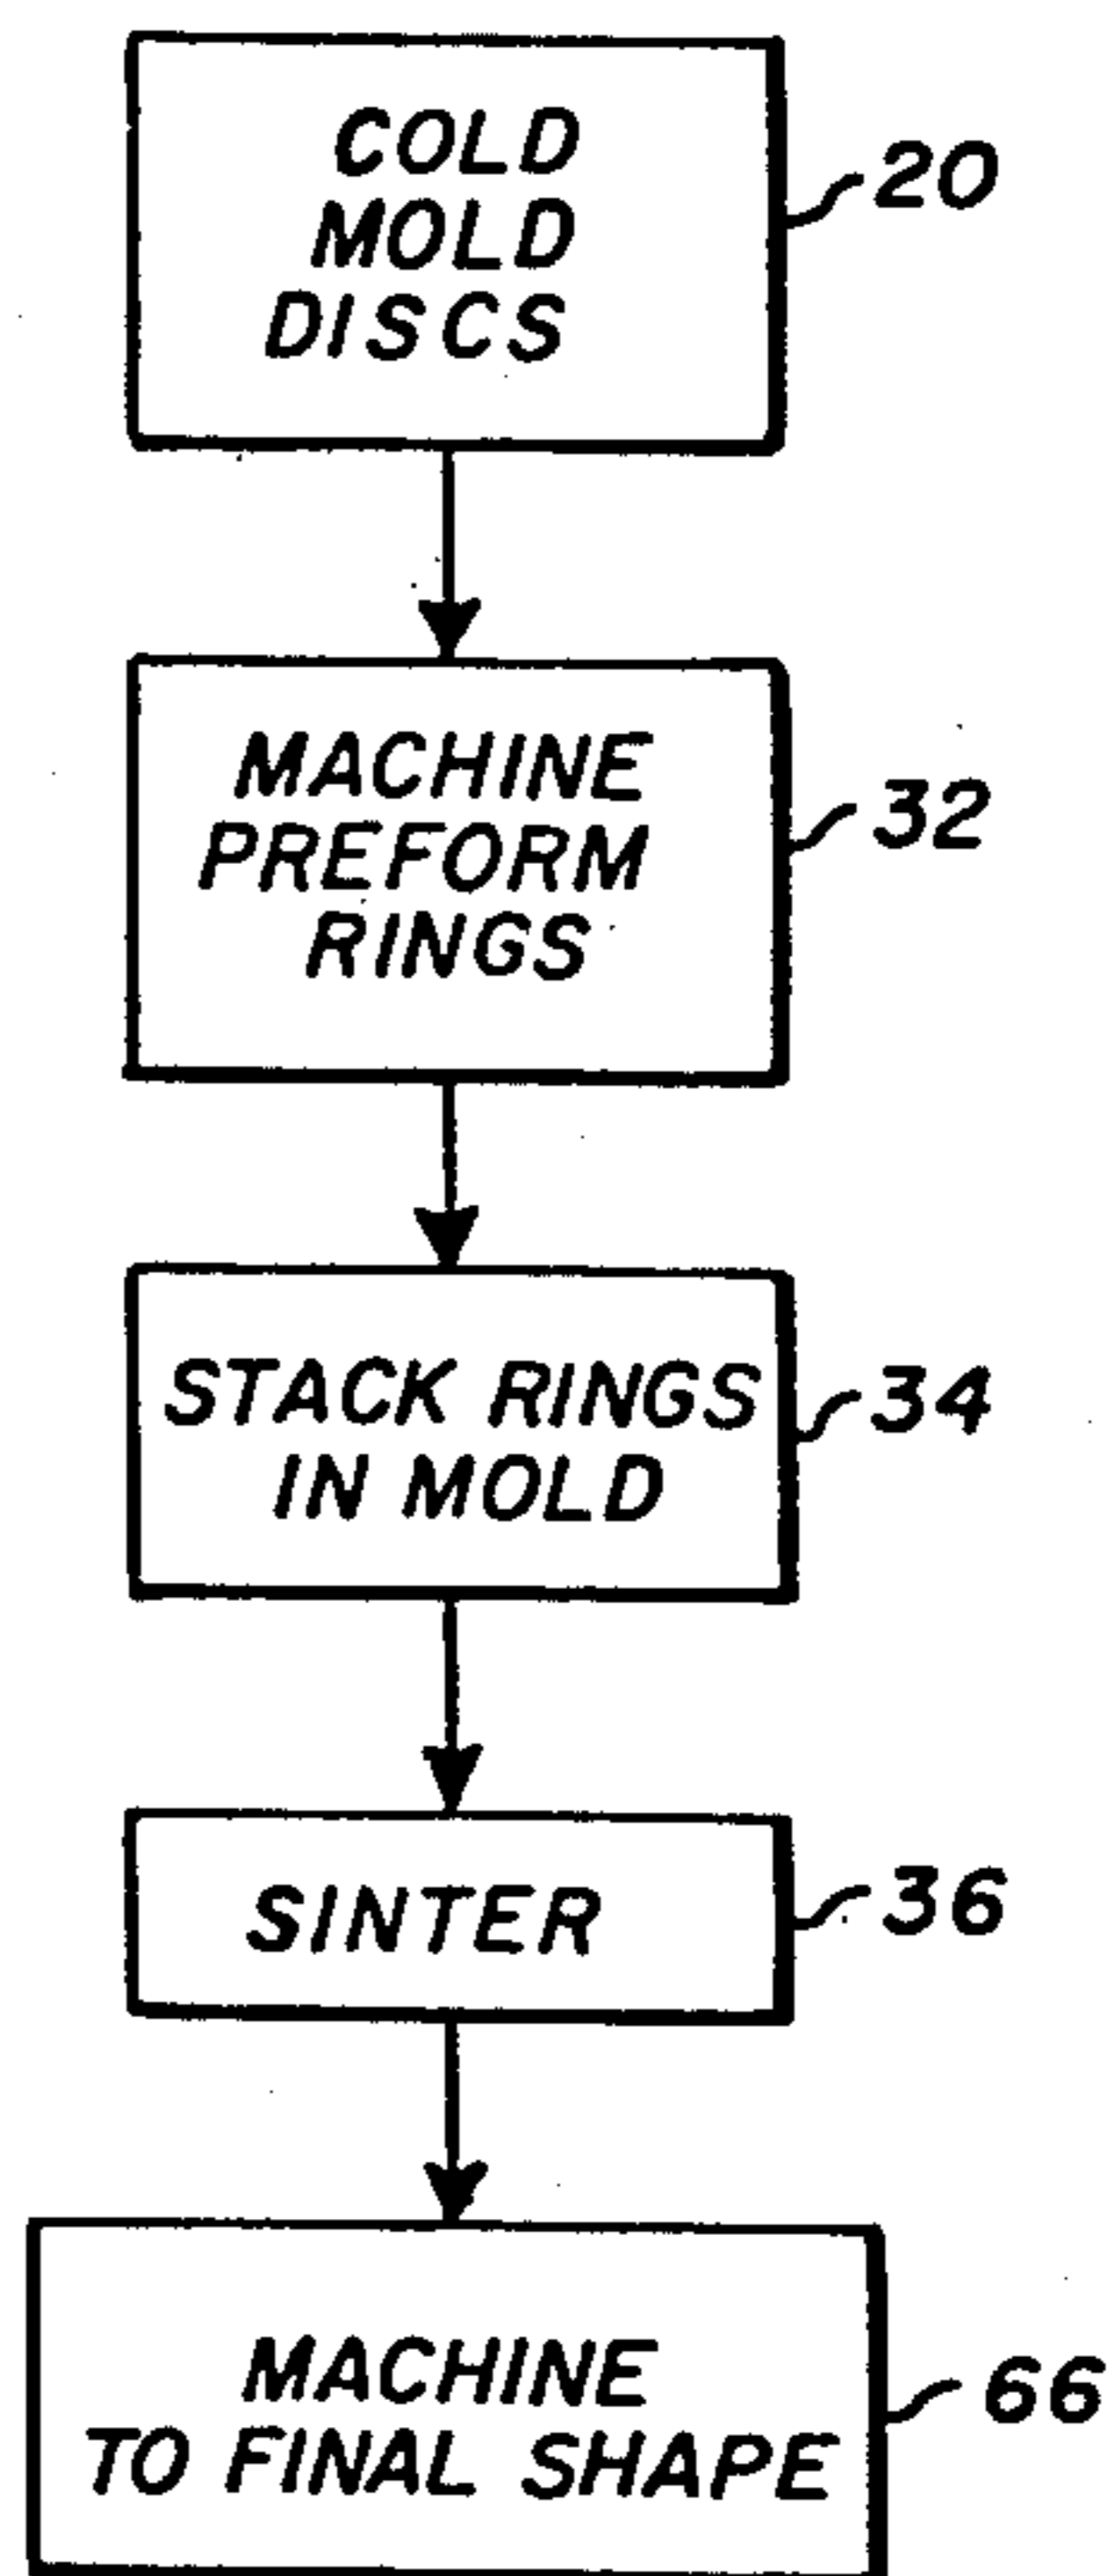 COLD
MOLD
DISCS
20
MACHINE
PREFORM
RINGS
32
STACK RINGS
IN MOLD
34
SINTER
36
MACHINE
TO FINAL SHAPE
66